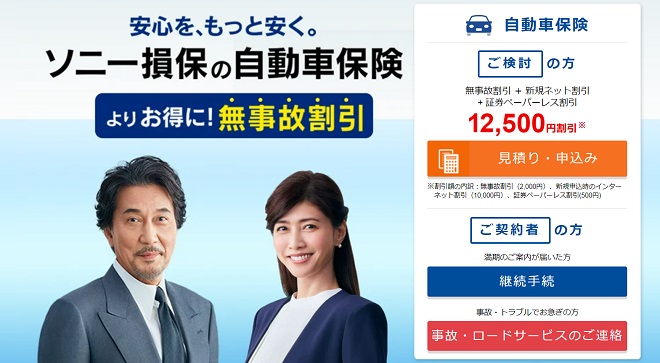 安心を、もっと安く。
ソニー損保の自動車保険
よりお得に!無事故割引
自動車保険
ご検討の方
無事故割引 + 新規ネット割引
+ 証券ペーパーレス割引
12,500円割引※
見積り・申込み
※割引額の内訳:無事故割引(2,000円)、新規申込時のインター
ネット割引(10,000円)、証券ペーパーレス割引(500円)
ご契約者の方
満期のご案内が届いた方
継続手続
事故・トラブルでお急ぎの方
事故・ロードサービスのご連絡